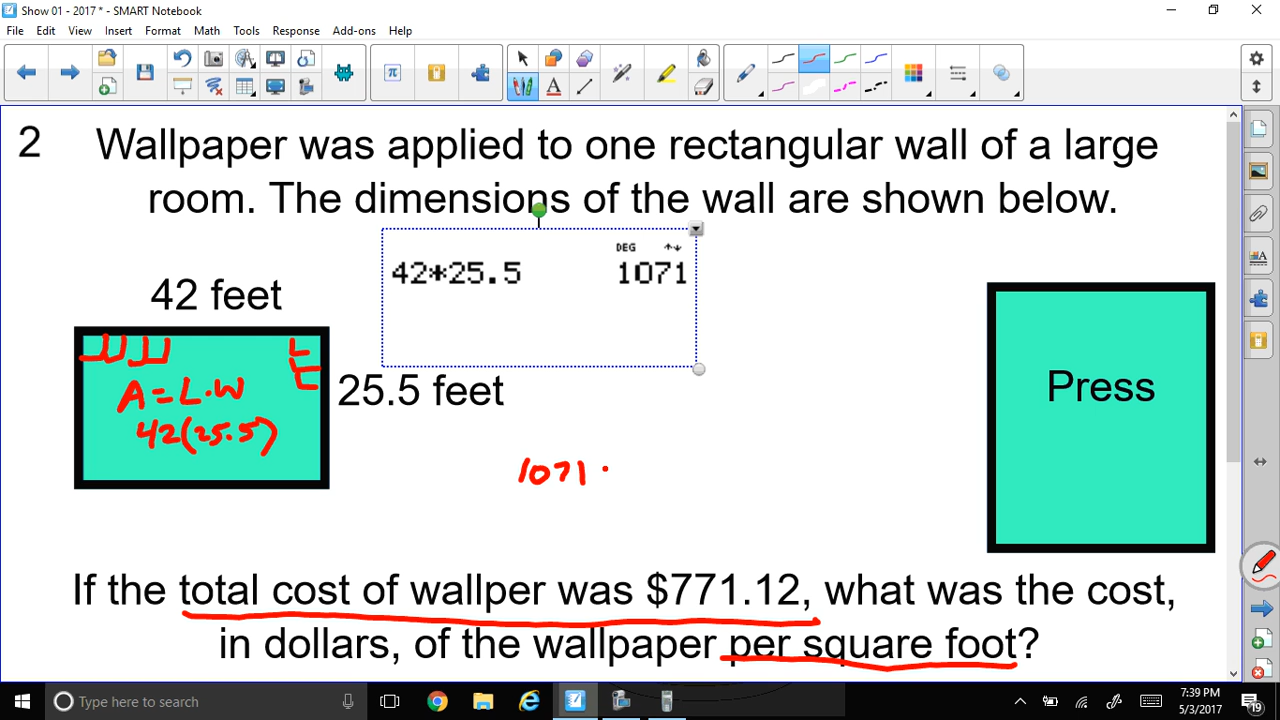 Show 01 - 2017 * - SMART Notebook
File Edit View Insert Format Math Tools Response Add-ons Help
2 Wallpaper was applied to one rectangular wall of a large
room. The dimensions of the wall are shown below.
DEG
42*25.5 1071
42 feet
A = L · W
42(25.5)
25.5 feet
Press
1071 ·
If the total cost of wallper was $771.12, what was the cost,
in dollars, of the wallpaper per square foot?
Type here to search
7:39 PM
5/3/2017
19